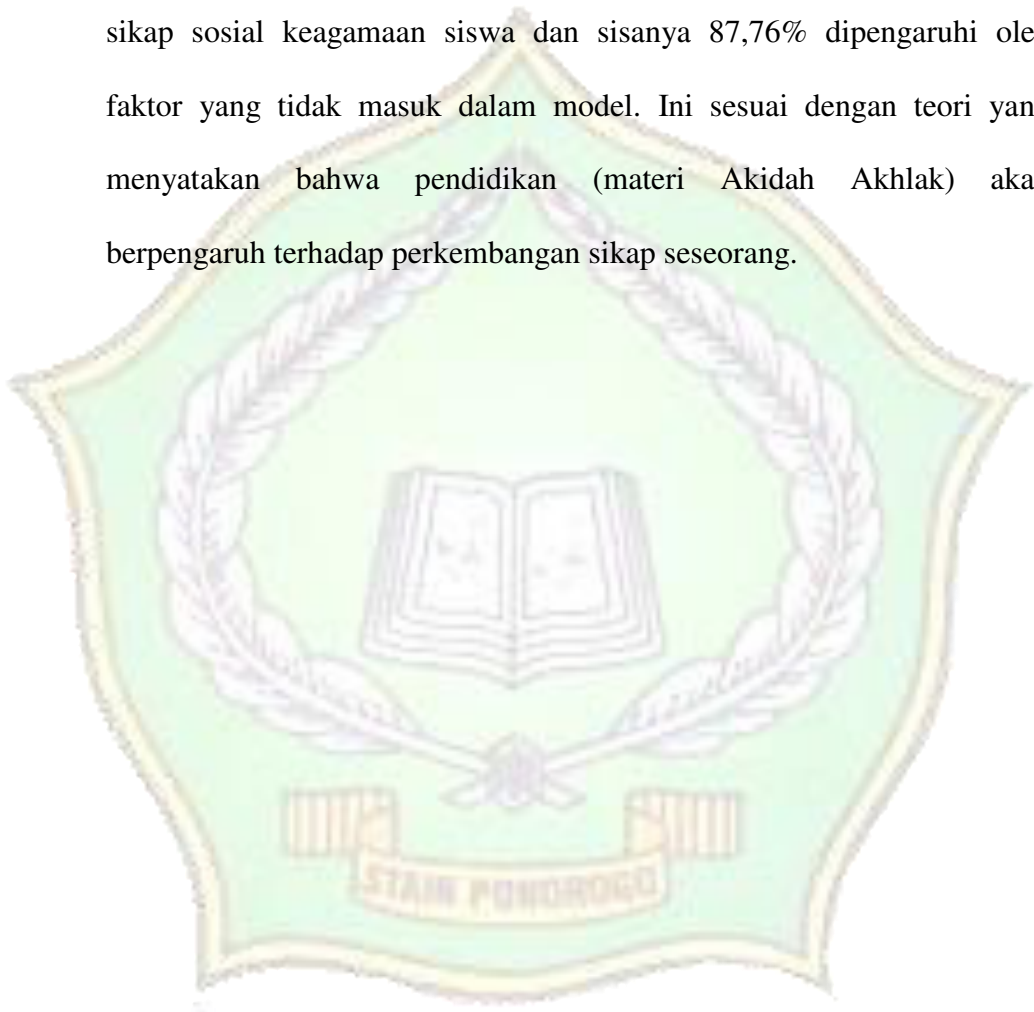 sikap sosial keagamaan siswa dan sisanya 87,76% dipengaruhi ole
faktor yang tidak masuk dalam model. Ini sesuai dengan teori yan
menyatakan bahwa pendidikan (materi Akidah Akhlak) aka
berpengaruh terhadap perkembangan sikap seseorang.
STAIN PONOROGO